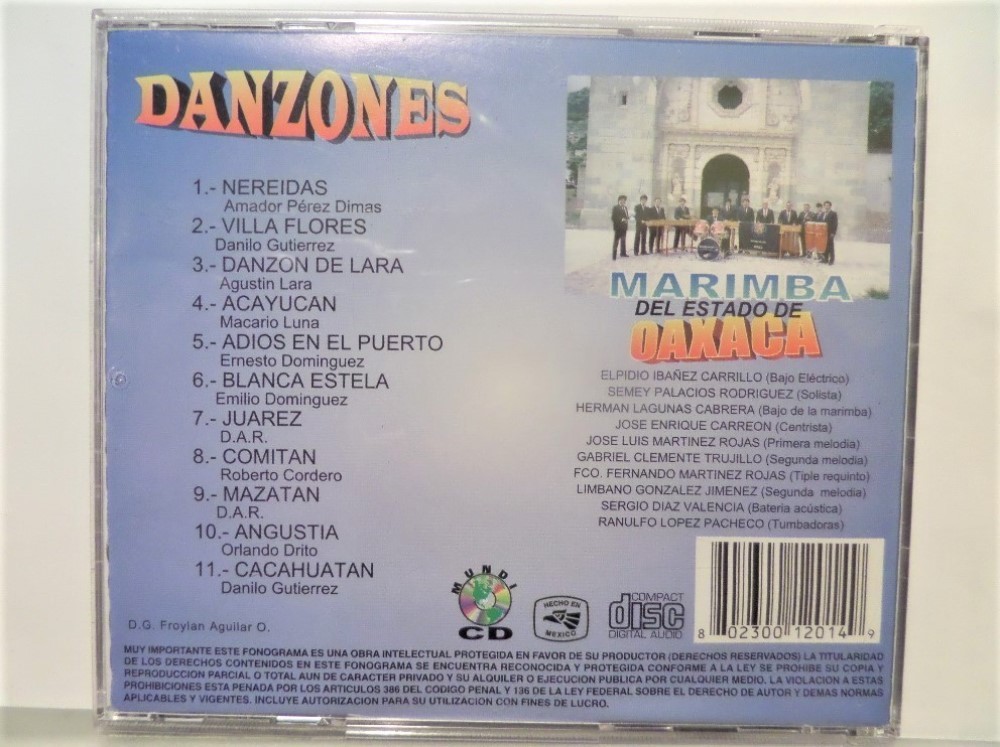 DANZONES
1.- NEREIDAS
Amador Pérez Dimas
2.- VILLA FLORES
Danilo Gutierrez
3.- DANZON DE LARA
Agustin Lara
4.- ACAYUCAN
Macario Luna
5.- ADIOS EN EL PUERTO
Ernesto Dominguez
6.- BLANCA ESTELA
Emilio Dominguez
7.- JUAREZ
D.A.R.
8.- COMITAN
Roberto Cordero
9.- MAZATAN
D.A.R.
10.- ANGUSTIA
Orlando Drito
11.- CACAHUATAN
Danilo Gutierrez
D.G. Froylan Aguilar O.
MARIMBA
DEL ESTADO DE
OAXACA
ELPIDIO IBAÑEZ CARRILLO (Bajo Eléctrico)
SEMEY PALACIOS RODRIGUEZ (Solista)
HERMAN LAGUNAS CABRERA (Bajo de la marimba)
JOSE ENRIQUE CARREON (Centrista)
JOSE LUIS MARTINEZ ROJAS (Primera melodia)
GABRIEL CLEMENTE TRUJILLO (Segunda melodia)
FCO. FERNANDO MARTINEZ ROJAS (Tiple requinto)
LIMBANO GONZALEZ JIMENEZ (Segunda melodia)
SERGIO DIAZ VALENCIA (Bateria acústica)
RANULFO LOPEZ PACHECO (Tumbadoras)
MUNDI
CD
HECHO EN
MEXICO
COMPACT
disc
DIGITAL AUDIO
8 02300 12014 9
MUY IMPORTANTE ESTE FONOGRAMA ES UNA OBRA INTELECTUAL PROTEGIDA EN FAVOR DE SU PRODUCTOR (DERECHOS RESERVADOS) LA TITULARIDAD
DE LOS DERECHOS CONTENIDOS EN ESTE FONOGRAMA SE ENCUENTRA RECONOCIDA Y PROTEGIDA CONFORME A LA LEY SE PROHIBE SU COPIA Y
REPRODUCCION PARCIAL O TOTAL AUN DE CARACTER PRIVADO Y SU ALQUILER O EJECUCION PUBLICA POR CUALQUIER MEDIO. LA VIOLACION A ESTAS
PROHIBICIONES ESTA PENADA POR LOS ARTICULOS 386 DEL CODIGO PENAL Y 136 DE LA LEY FEDERAL SOBRE EL DERECHO DE AUTOR Y DEMAS NORMAS
APLICABLES Y VIGENTES. INCLUYE AUTORIZACION PARA SU UTILIZACION CON FINES DE LUCRO.